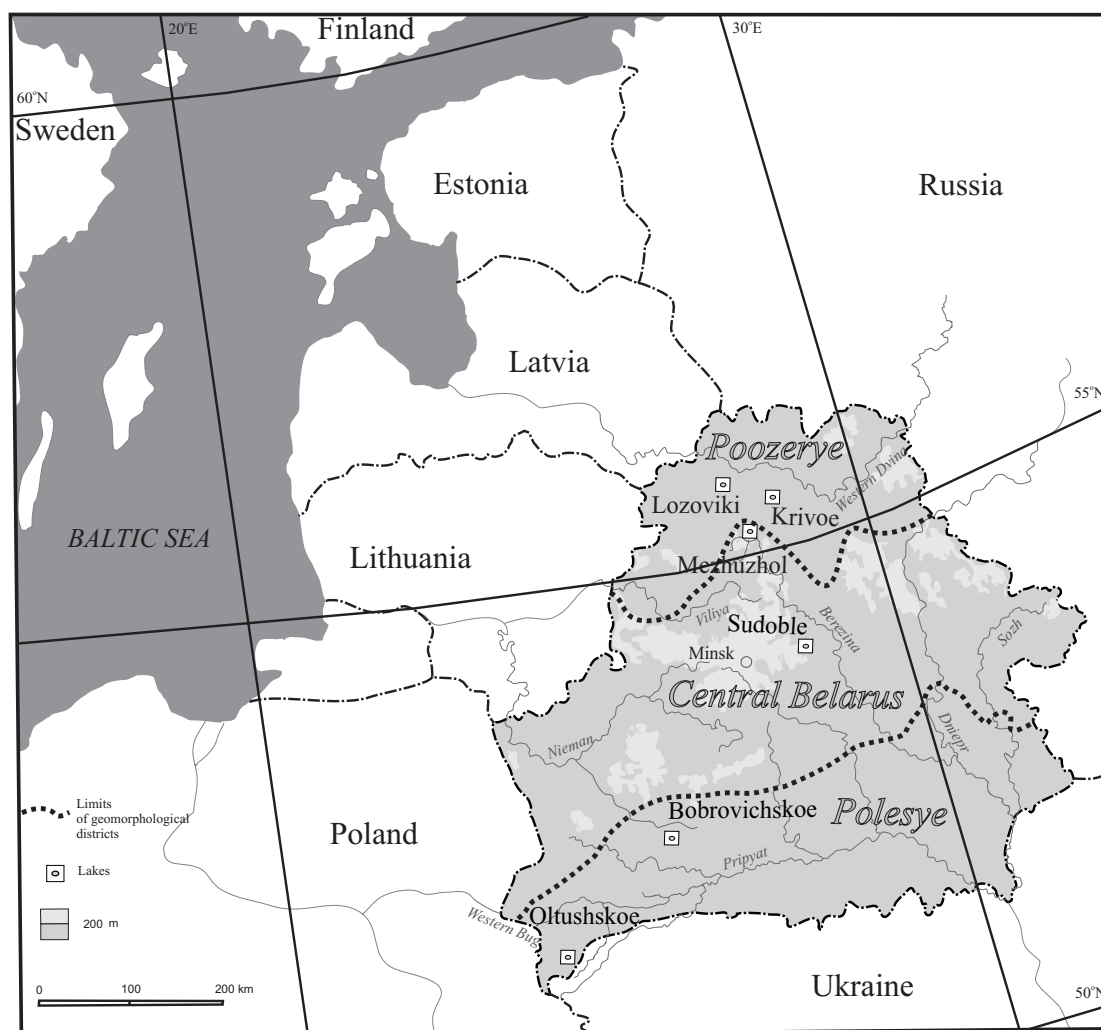 20°E
Finland
30°E
60°N
Sweden
Estonia
Russia
Latvia
55°N
Poozerye
Western Dvina
Lozoviki
Krivoe
BALTIC SEA
Lithuania
Mezhuzhol
Viliya
Berezina
Sudoble
Sozh
Minsk
Central Belarus
Nieman
Dniepr
Limits
of geomorphological
districts
Bobrovichskoe
Polesye
Poland
Pripyat
Lakes
Oltushskoe
Western Bug
200 m
Ukraine
0 100 200 km
50°N